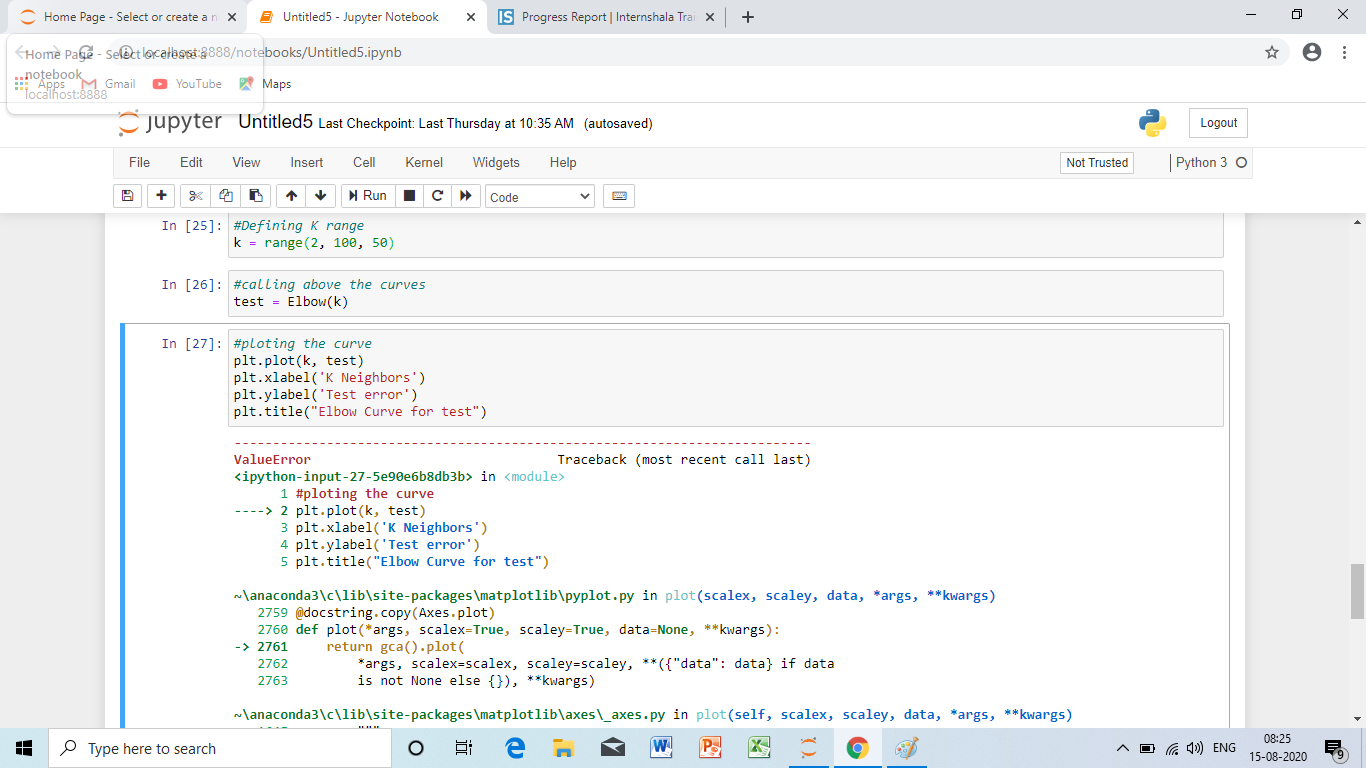 Home Page - Select or create a n
Untitled5 - Jupyter Notebook
Progress Report | Internshala Trai
localhost:8888/notebooks/Untitled5.ipynb
Home Page - Select or create a
notebook
localhost:8888
Apps
Gmail
YouTube
Maps
jupyter Untitled5 Last Checkpoint: Last Thursday at 10:35 AM (autosaved)
Logout
File Edit View Insert Cell Kernel Widgets Help
Not Trusted
Python 3
Run
Code
In [25]: #Defining K range
k = range(2, 100, 50)
In [26]: #calling above the curves
test = Elbow(k)
In [27]: #ploting the curve
plt.plot(k, test)
plt.xlabel('K Neighbors')
plt.ylabel('Test error')
plt.title("Elbow Curve for test")
---------------------------------------------------------------------------
ValueError Traceback (most recent call last)
<ipython-input-27-5e90e6b8db3b> in <module>
1 #ploting the curve
----> 2 plt.plot(k, test)
3 plt.xlabel('K Neighbors')
4 plt.ylabel('Test error')
5 plt.title("Elbow Curve for test")
~\anaconda3\c\lib\site-packages\matplotlib\pyplot.py in plot(scalex, scaley, data, *args, **kwargs)
2759 @docstring.copy(Axes.plot)
2760 def plot(*args, scalex=True, scaley=True, data=None, **kwargs):
-> 2761 return gca().plot(
2762 *args, scalex=scalex, scaley=scaley, **({"data": data} if data
2763 is not None else {}), **kwargs)
~\anaconda3\c\lib\site-packages\matplotlib\axes\_axes.py in plot(self, scalex, scaley, data, *args, **kwargs)
Type here to search
ENG
08:25
15-08-2020
9